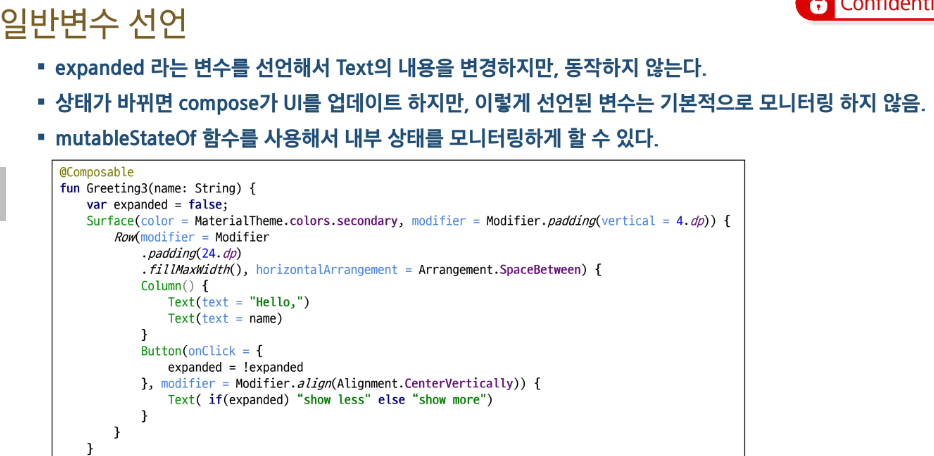 Confidenti
일반변수 선언
▪ expanded 라는 변수를 선언해서 Text의 내용을 변경하지만, 동작하지 않는다.
▪ 상태가 바뀌면 compose가 UI를 업데이트 하지만, 이렇게 선언된 변수는 기본적으로 모니터링 하지 않음.
▪ mutableStateOf 함수를 사용해서 내부 상태를 모니터링하게 할 수 있다.
@Composable
fun Greeting3(name: String) {
    var expanded = false;
    Surface(color = MaterialTheme.colors.secondary, modifier = Modifier.padding(vertical = 4.dp)) {
        Row(modifier = Modifier
            .padding(24.dp)
            .fillMaxWidth(), horizontalArrangement = Arrangement.SpaceBetween) {
            Column() {
                Text(text = "Hello,")
                Text(text = name)
            }
            Button(onClick = {
                expanded = !expanded
            }, modifier = Modifier.align(Alignment.CenterVertically)) {
                Text( if(expanded) “show less" else “show more")
            }
        }
    }